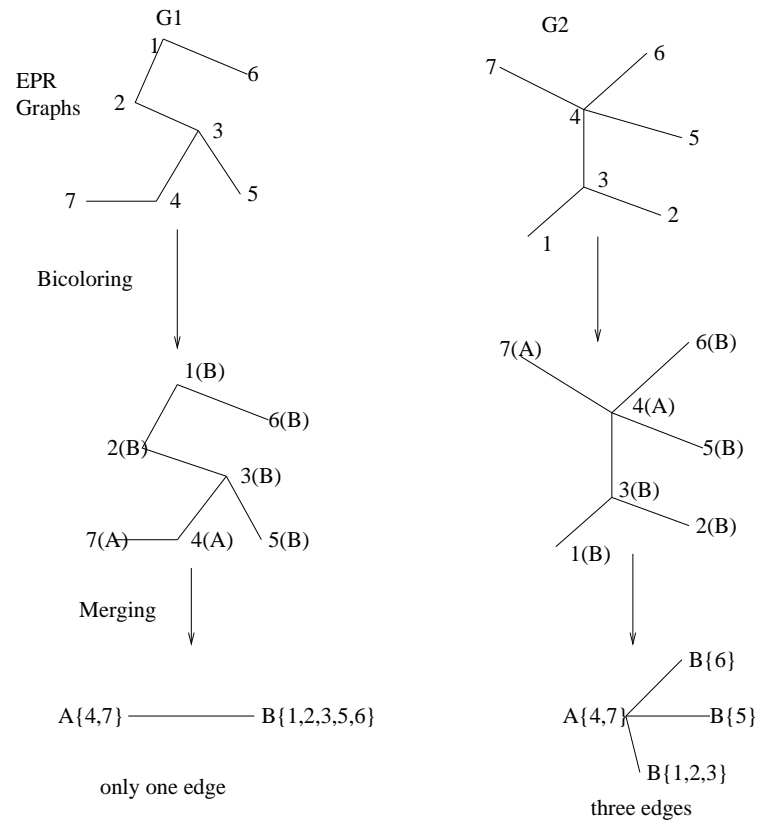 G1
1
6
EPR
Graphs
2
3
7
4
5
G2
6
7
4
5
3
2
1
Bicoloring
1(B)
6(B)
2(B)
3(B)
7(A)
4(A)
5(B)
6(B)
7(A)
4(A)
5(B)
3(B)
2(B)
1(B)
Merging
A{4,7}
B{1,2,3,5,6}
only one edge
B{6}
A{4,7}
B{5}
B{1,2,3}
three edges